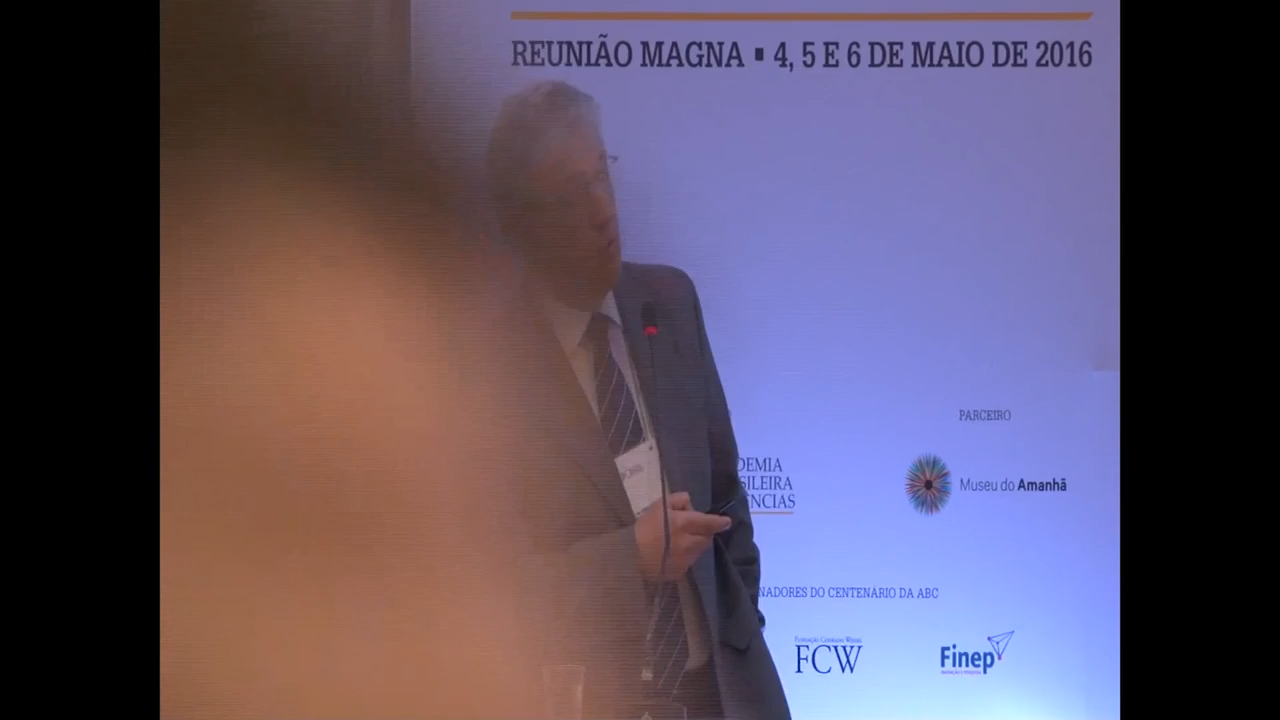 REUNIÃO MAGNA ▪ 4, 5 E 6 DE MAIO DE 2016
PARCEIRO
DEMIA
SILEIRA
ÊNCIAS
Museu do Amanhã
NADORES DO CENTENÁRIO DA ABC
FCW
Finep